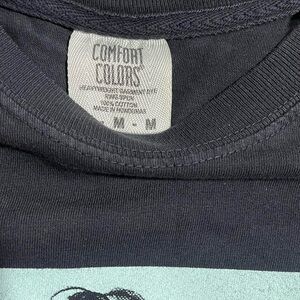 COMFORT
COLORS®
HEAVYWEIGHT GARMENT DYE
RING SPUN
100% COTTON
MADE IN HONDURAS
M - M